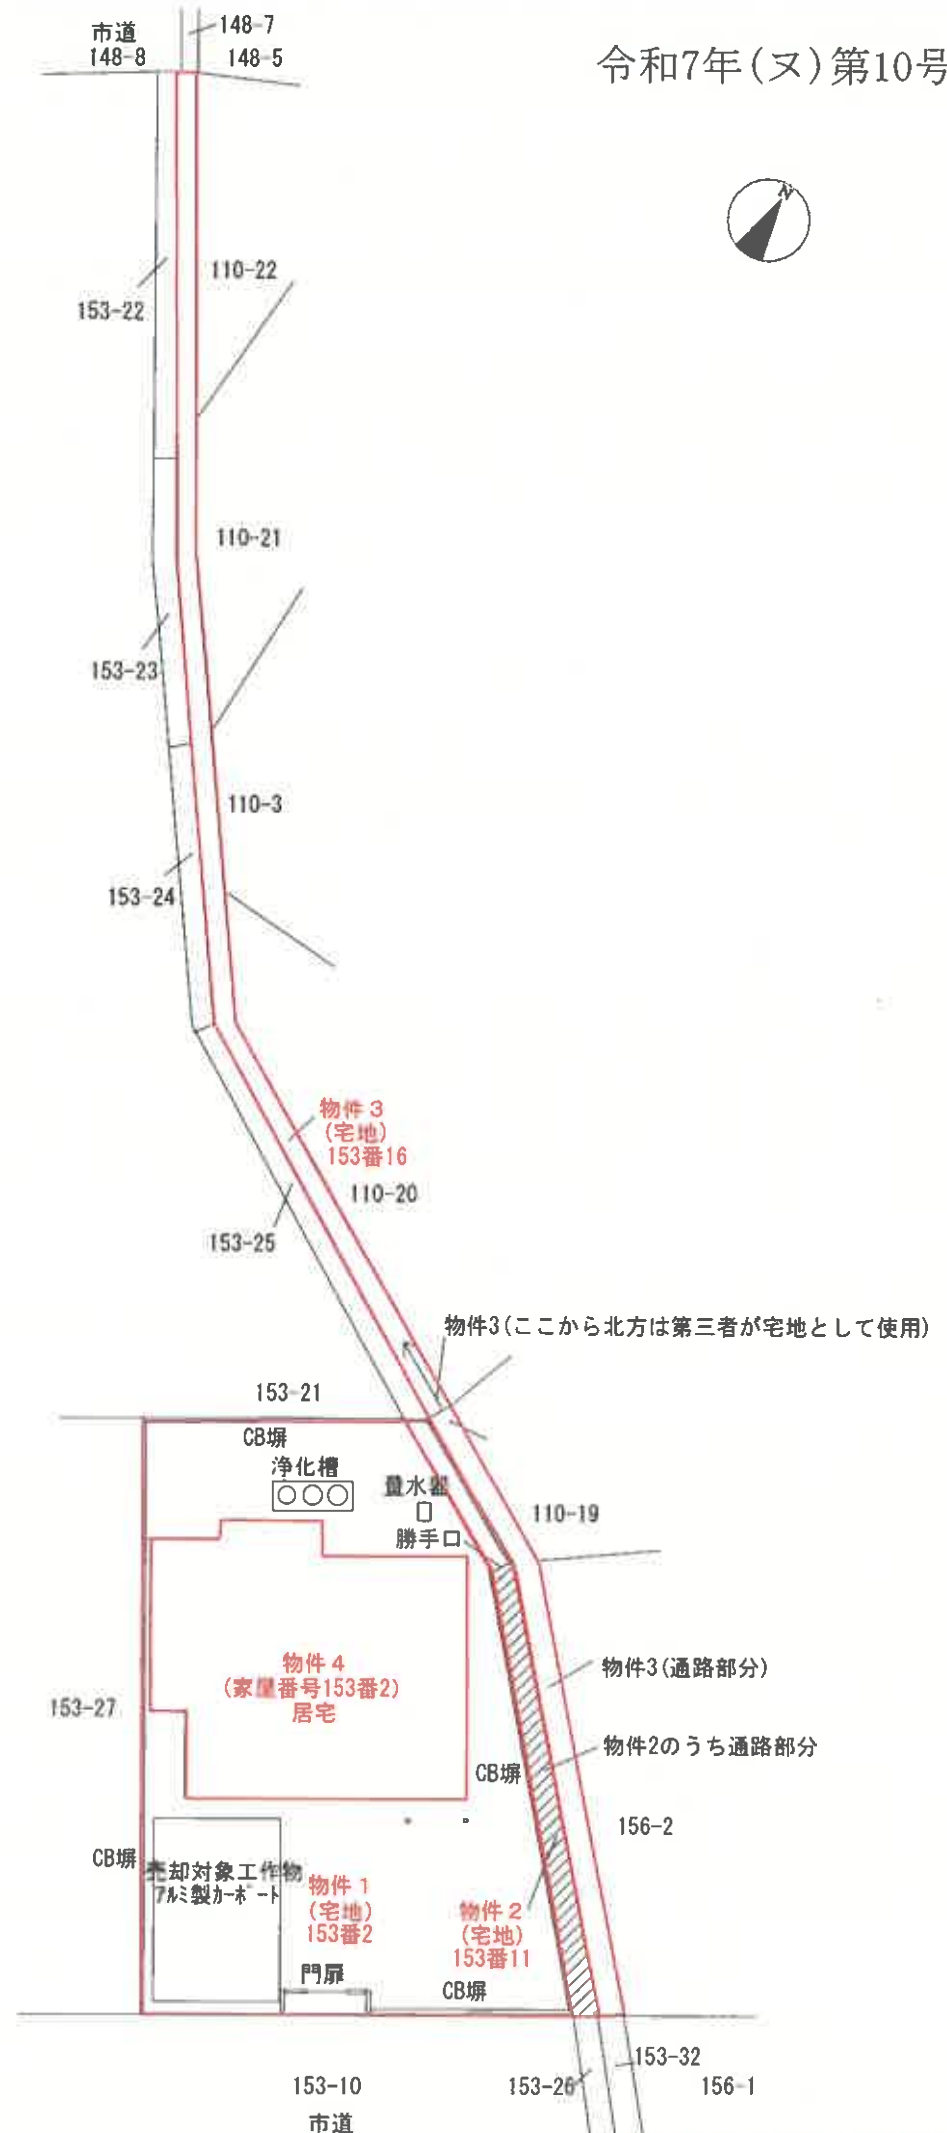 148-7
市道
148-8
148-5
令和7年(ヌ)第10号
N
110-22
153-22
110-21
153-23
110-3
153-24
物件3
(宅地)
153番16
110-20
153-25
物件3(ここから北方は第三者が宅地として使用)
153-21
CB塀
浄化槽
量水器
勝手口
110-19
物件4
(家屋番号153番2)
居宅
物件3(通路部分)
153-27
物件2のうち通路部分
CB塀
156-2
CB塀
売却対象工作物
アルミ製カーポート
物件1
(宅地)
153番2
物件2
(宅地)
153番11
門扉
CB塀
153-32
153-10
153-26
156-1
市道